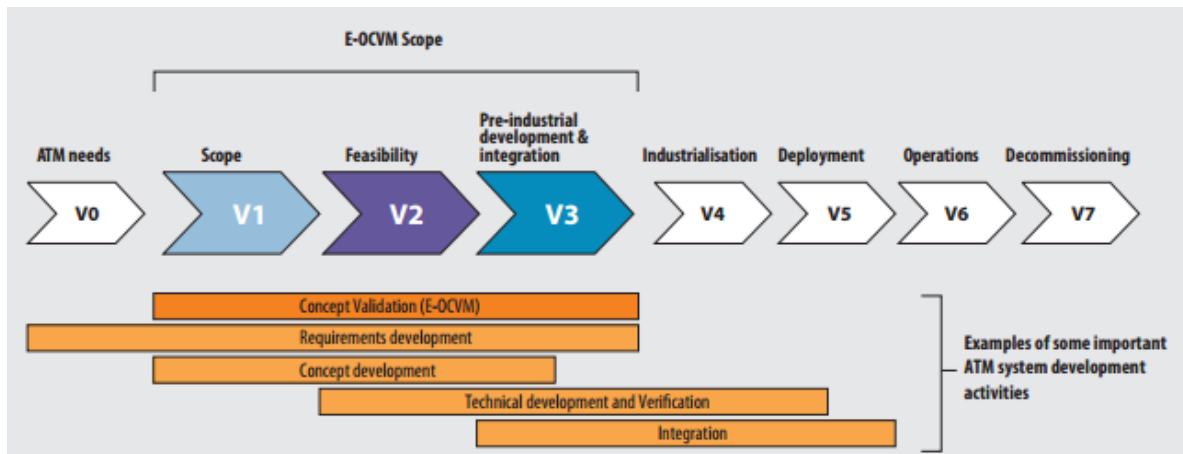 E-OCVM Scope
ATM needs
Scope
Feasibility
Pre-industrial
development &
integration
Industrialisation
Deployment
Operations
Decommissioning
V0
V1
V2
V3
V4
V5
V6
V7
Concept Validation (E-OCVM)
Requirements development
Concept development
Technical development and Verification
Integration
Examples of some important
ATM system development
activities